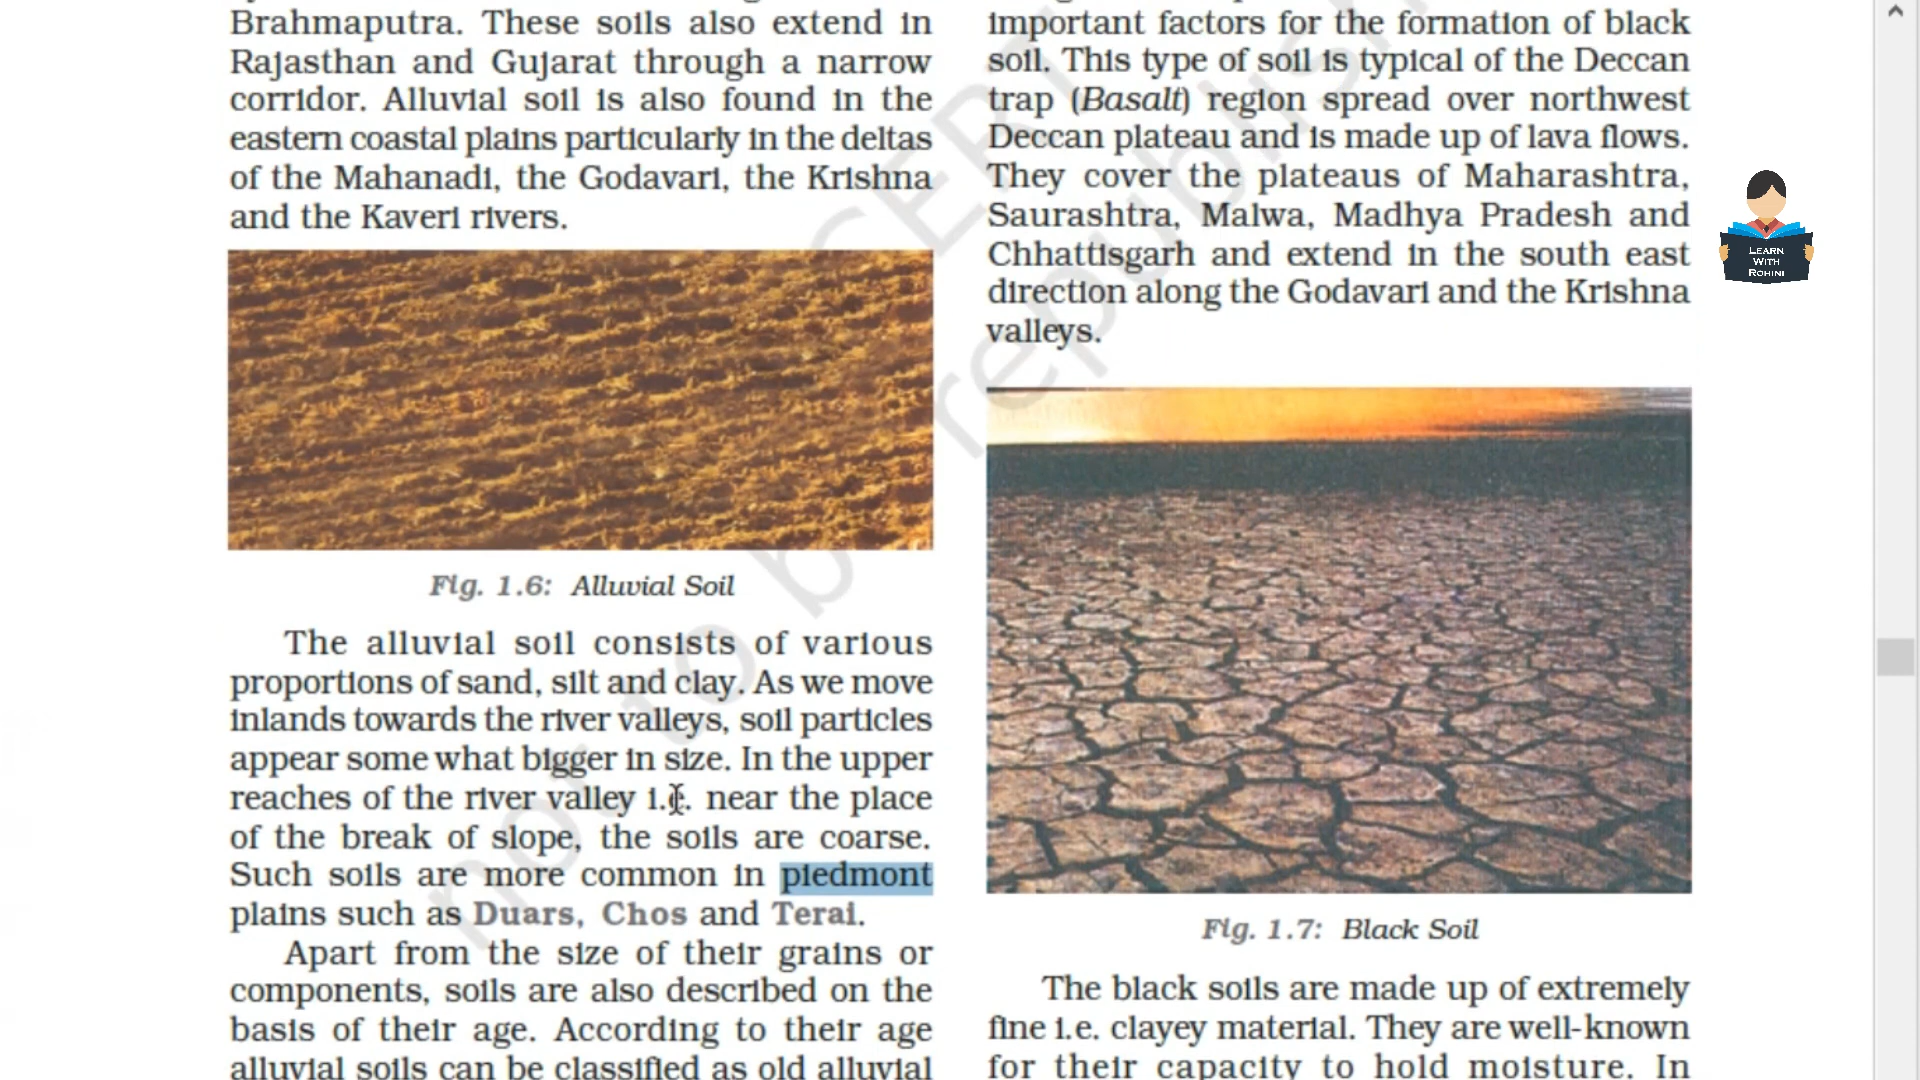 Brahmaputra. These soils also extend in
Rajasthan and Gujarat through a narrow
corridor. Alluvial soil is also found in the
eastern coastal plains particularly in the deltas
of the Mahanadi, the Godavari, the Krishna
and the Kaveri rivers.
Fig. 1.6: Alluvial Soil
The alluvial soil consists of various
proportions of sand, silt and clay. As we move
inlands towards the river valleys, soil particles
appear some what bigger in size. In the upper
reaches of the river valley i.e. near the place
of the break of slope, the soils are coarse.
Such soils are more common in piedmont
plains such as Duars, Chos and Terai.
Apart from the size of their grains or
components, soils are also described on the
basis of their age. According to their age
alluvial soils can be classified as old alluvial
important factors for the formation of black
soil. This type of soil is typical of the Deccan
trap (Basalt) region spread over northwest
Deccan plateau and is made up of lava flows.
They cover the plateaus of Maharashtra,
Saurashtra, Malwa, Madhya Pradesh and
Chhattisgarh and extend in the south east
direction along the Godavari and the Krishna
valleys.
Fig. 1.7: Black Soil
The black soils are made up of extremely
fine i.e. clayey material. They are well-known
for their capacity to hold moisture. In
LEARN
WITH
ROHINI
not to be republish